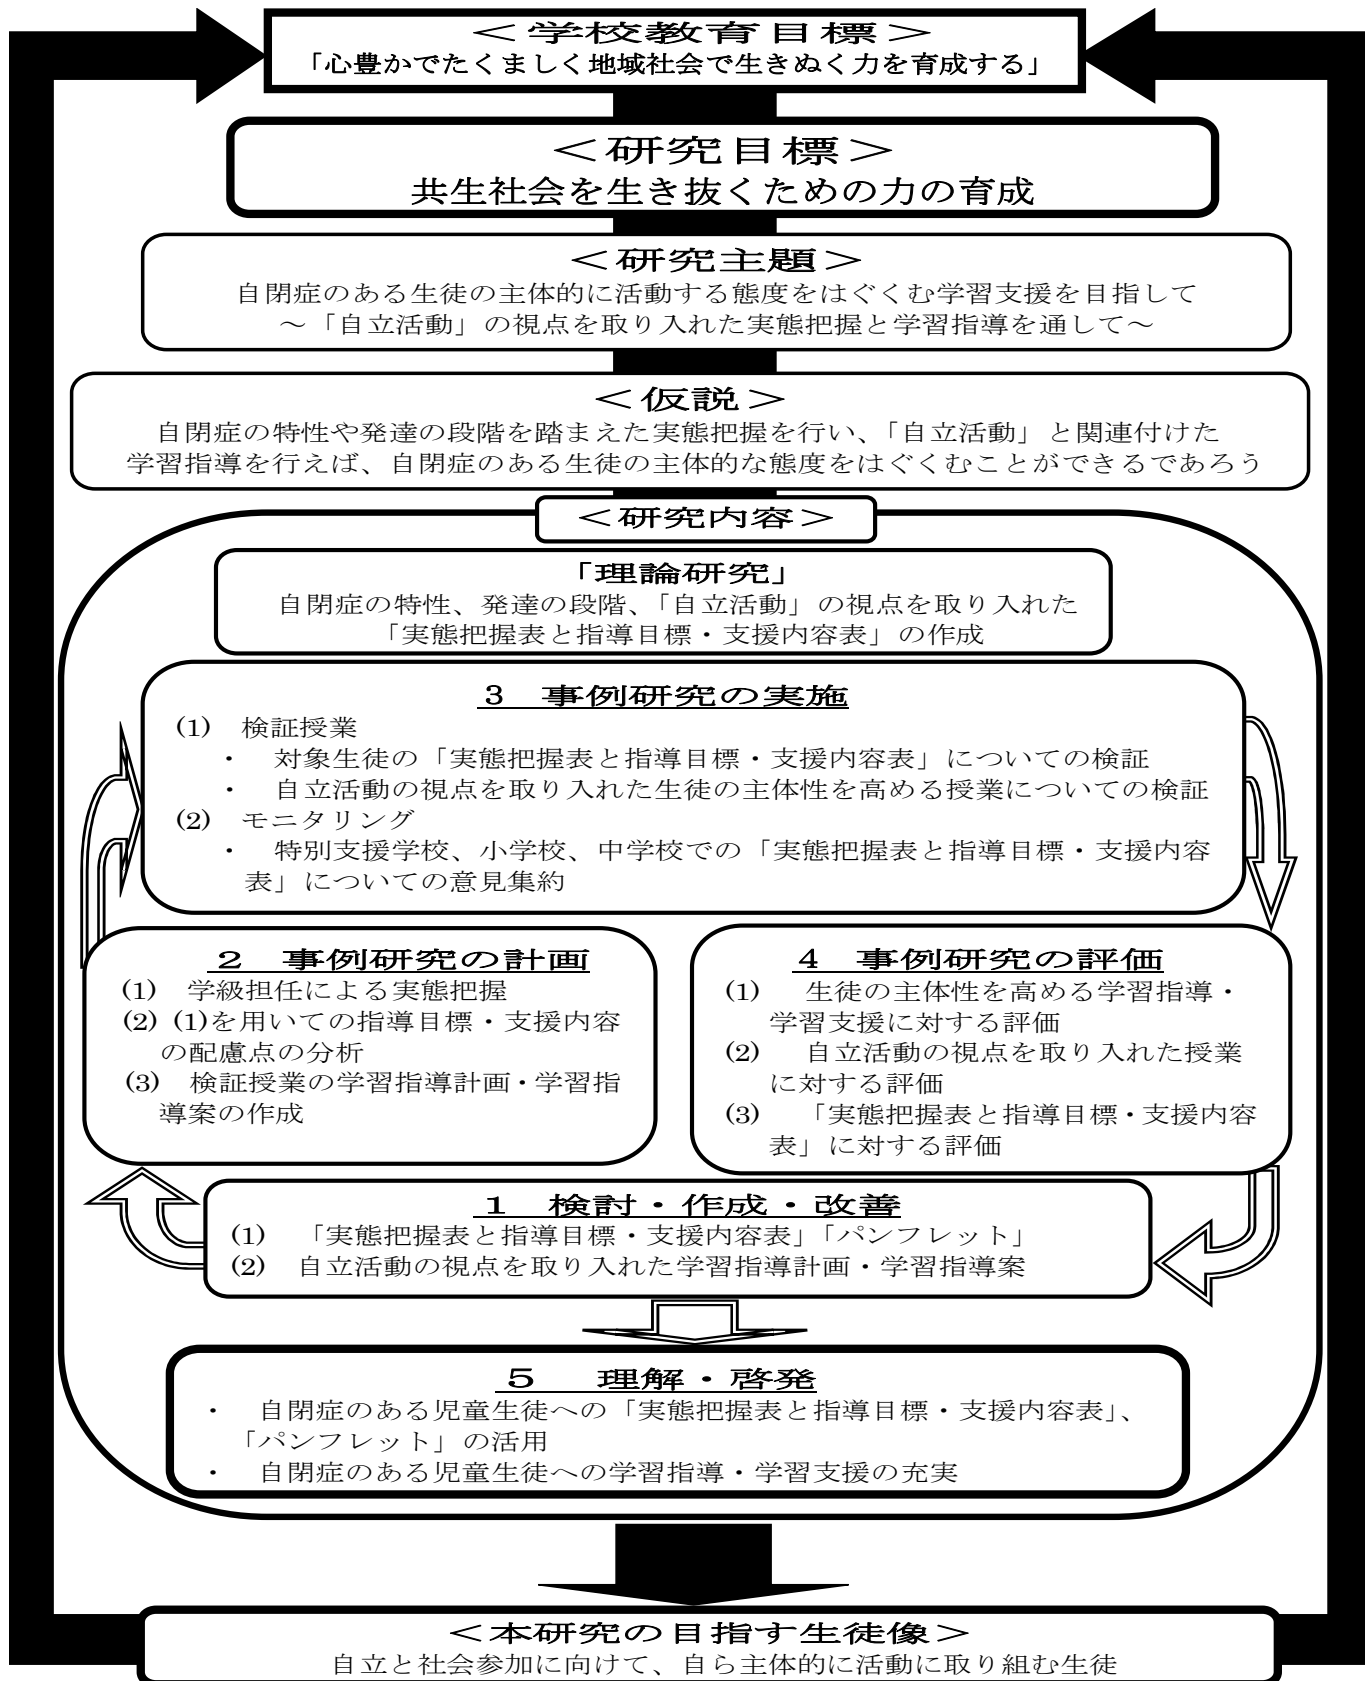 ＜学校教育目標＞
「心豊かでたくましく地域社会で生きぬく力を育成する」
＜研究目標＞
共生社会を生き抜くための力の育成
＜研究主題＞
自閉症のある生徒の主体的に活動する態度をはぐくむ学習支援を目指して
～「自立活動」の視点を取り入れた実態把握と学習指導を通して～
＜仮説＞
自閉症の特性や発達の段階を踏まえた実態把握を行い、「自立活動」と関連付けた
学習指導を行えば、自閉症のある生徒の主体的な態度をはぐくむことができるであろう
＜研究内容＞
「理論研究」
自閉症の特性、発達の段階、「自立活動」の視点を取り入れた
「実態把握表と指導目標・支援内容表」の作成
３　事例研究の実施
(1)　検証授業
・　対象生徒の「実態把握表と指導目標・支援内容表」についての検証
・　自立活動の視点を取り入れた生徒の主体性を高める授業についての検証
(2)　モニタリング
・　特別支援学校、小学校、中学校での「実態把握表と指導目標・支援内容
表」についての意見集約
２　事例研究の計画
(1)　学級担任による実態把握
(2) (1)を用いての指導目標・支援内容
の配慮点の分析
(3)　検証授業の学習指導計画・学習指
導案の作成
４　事例研究の評価
(1)　生徒の主体性を高める学習指導・
学習支援に対する評価
(2)　自立活動の視点を取り入れた授業
に対する評価
(3)　「実態把握表と指導目標・支援内容
表」に対する評価
１　検討・作成・改善
(1)　「実態把握表と指導目標・支援内容表」「パンフレット」
(2)　自立活動の視点を取り入れた学習指導計画・学習指導案
５　理解・啓発
・　自閉症のある児童生徒への「実態把握表と指導目標・支援内容表」、
「パンフレット」の活用
・　自閉症のある児童生徒への学習指導・学習支援の充実
＜本研究の目指す生徒像＞
自立と社会参加に向けて、自ら主体的に活動に取り組む生徒